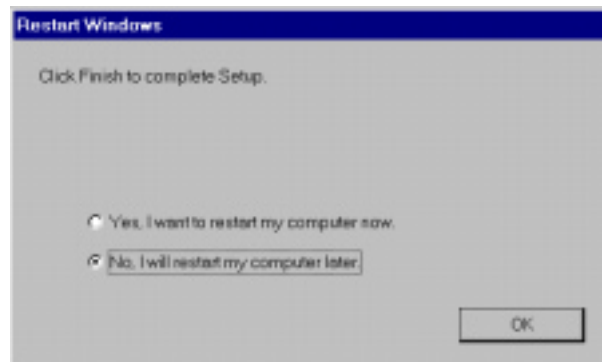 Restart Windows
Click Finish to complete Setup.
Yes, I want to restart my computer now.
No, I will restart my computer later.
OK